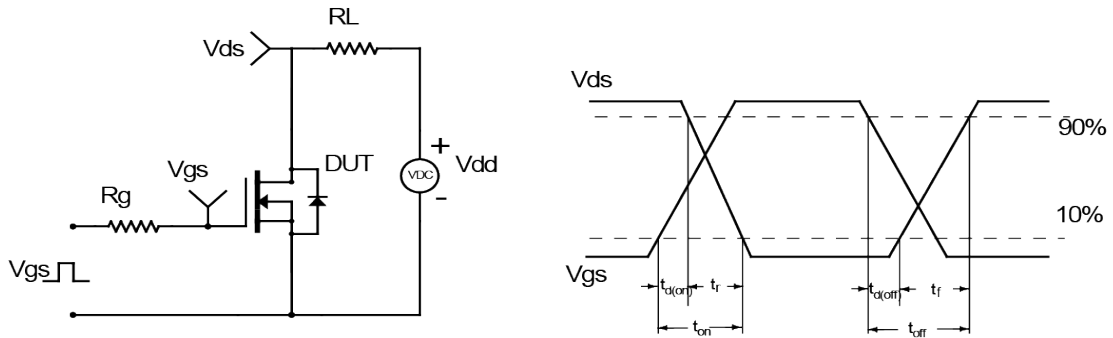 RL
Vds
Vgs
DUT
+
VDC
Vdd
-
Rg
Vgs
Vds
90%
10%
Vgs
td(on)
tr
td(off)
tf
ton
toff